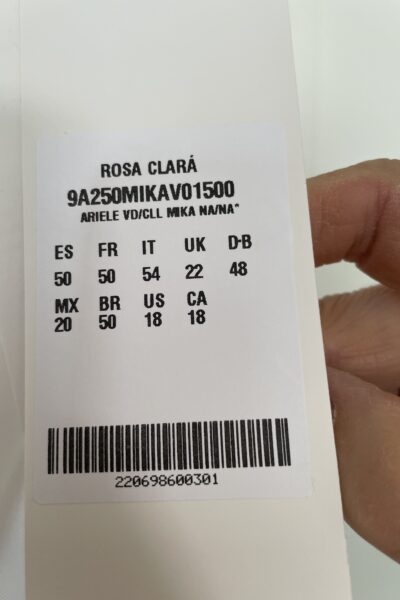 ROSA CLARÁ
9A250MIKAV01500
ARIELE VD/CLL MIKA NA/NA*
ES FR IT UK D-B
50 50 54 22 48
MX BR US CA
20 50 18 18
220698600301